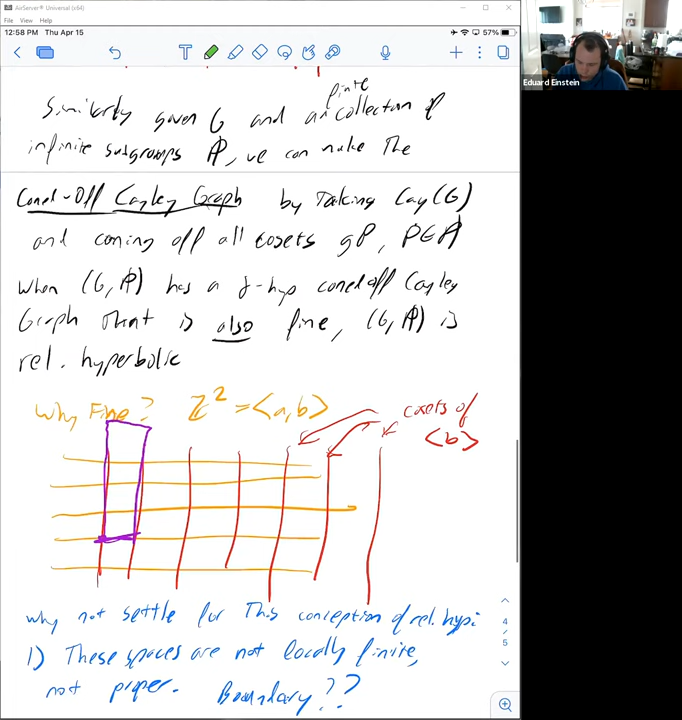 AirServer® Universal (x64)
File View Help
12:58 PM Thu Apr 15
57%
T
Eduard Einstein
finite
Similarly given G and a collection of
infinite subgroups ℙ, we can make the
Coned-Off Cayley Graph by Taking Cay(G)
and coning off all cosets gP, P∈ℙ
When (G, ℙ) has a δ-hyp coned off Cayley
Graph That is also fine, (G, ℙ) is
rel. hyperbolic
Why Fine? ℤ² = <a,b>
cosets of
<b>
why not settle for This conception of rel. hyp:
1) These spaces are not locally finite,
not proper. Boundary??
4
/
5